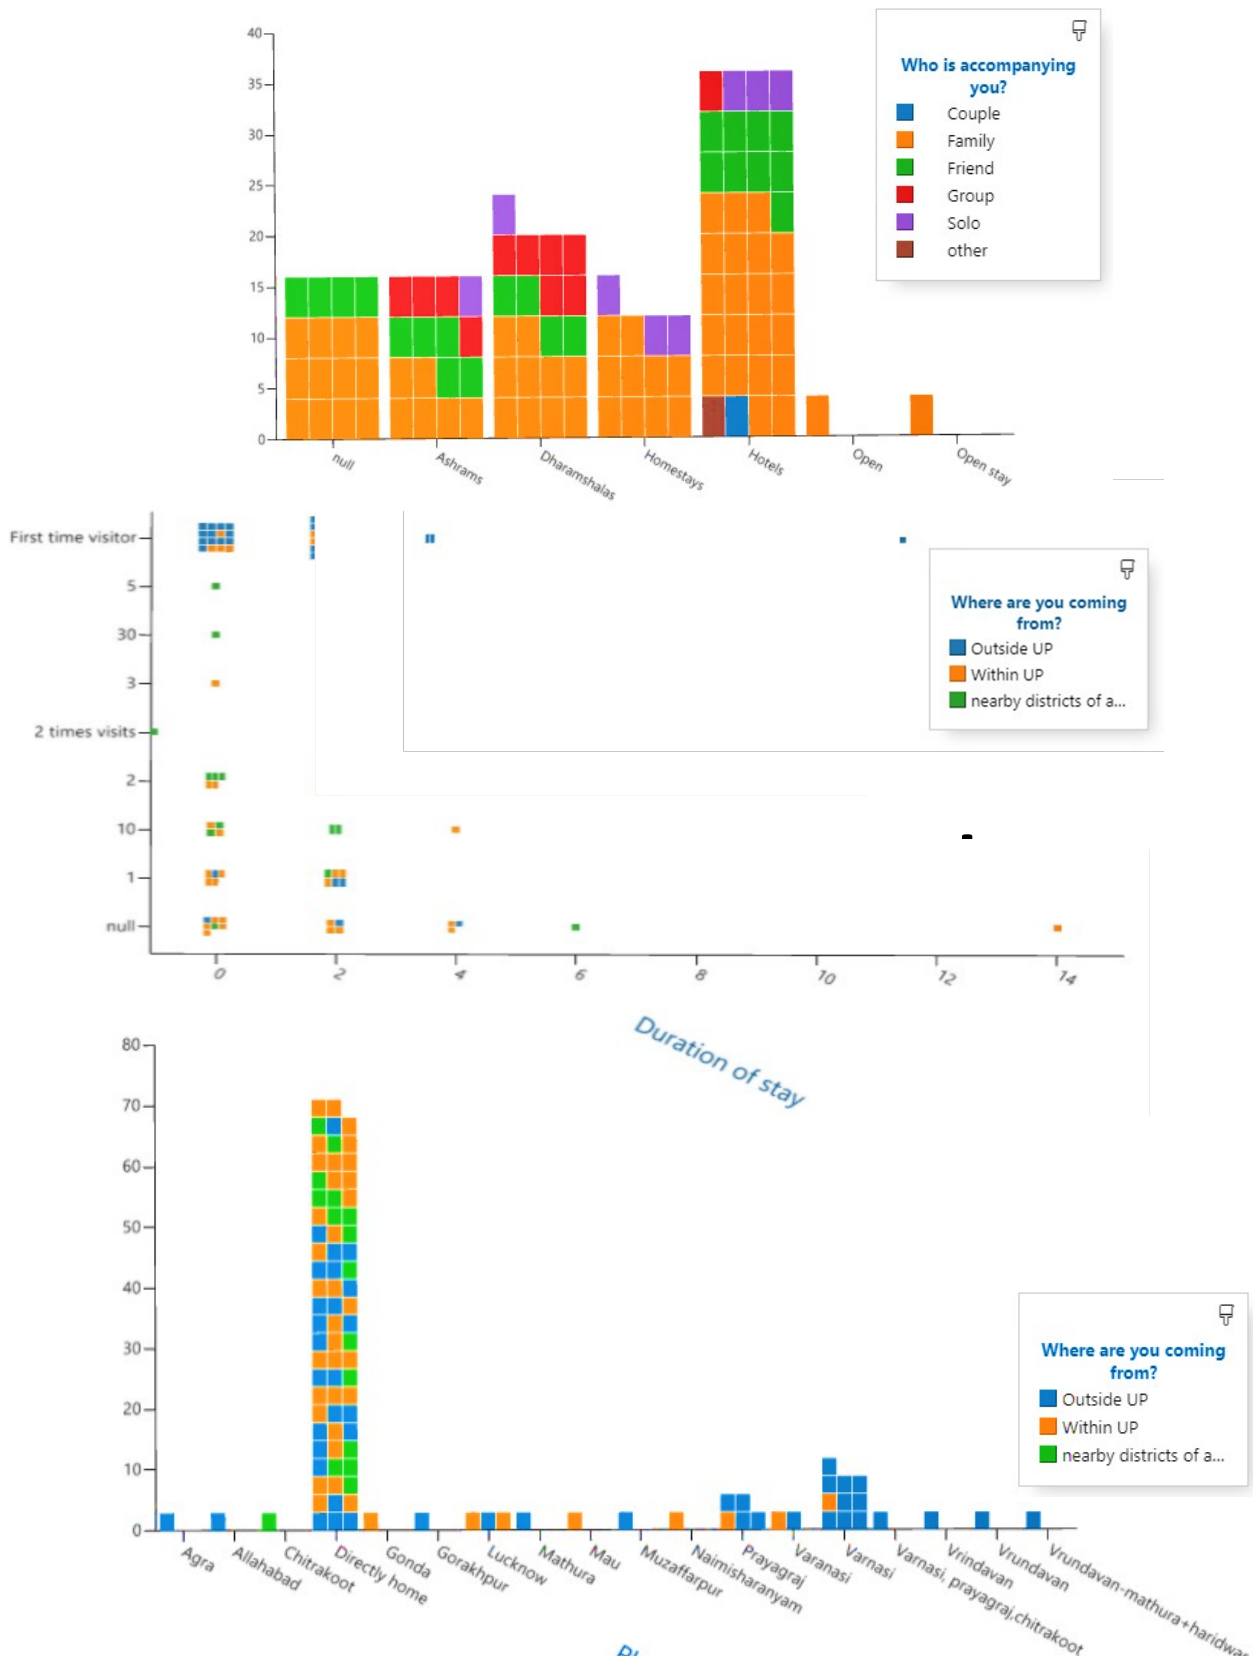 40
35
30
25
20
15
10
5
0
null
Ashrams
Dharamshalas
Homestays
Hotels
Open
Open stay
Who is accompanying
you?
Couple
Family
Friend
Group
Solo
other
First time visitor
5
30
3
2 times visits
2
10
1
null
0
2
4
6
8
10
12
14
Duration of stay
Where are you coming
from?
Outside UP
Within UP
nearby districts of a...
80
70
60
50
40
30
20
10
0
Agra
Allahabad
Chitrakoot
Directly home
Gonda
Gorakhpur
Lucknow
Mathura
Mau
Muzaffarpur
Naimisharanyam
Prayagraj
Varanasi
Varnasi
Varnasi, prayagraj,chitrakoot
Vrindavan
Vrundavan
Vrundavan-mathura+haridwar
Where are you coming
from?
Outside UP
Within UP
nearby districts of a...